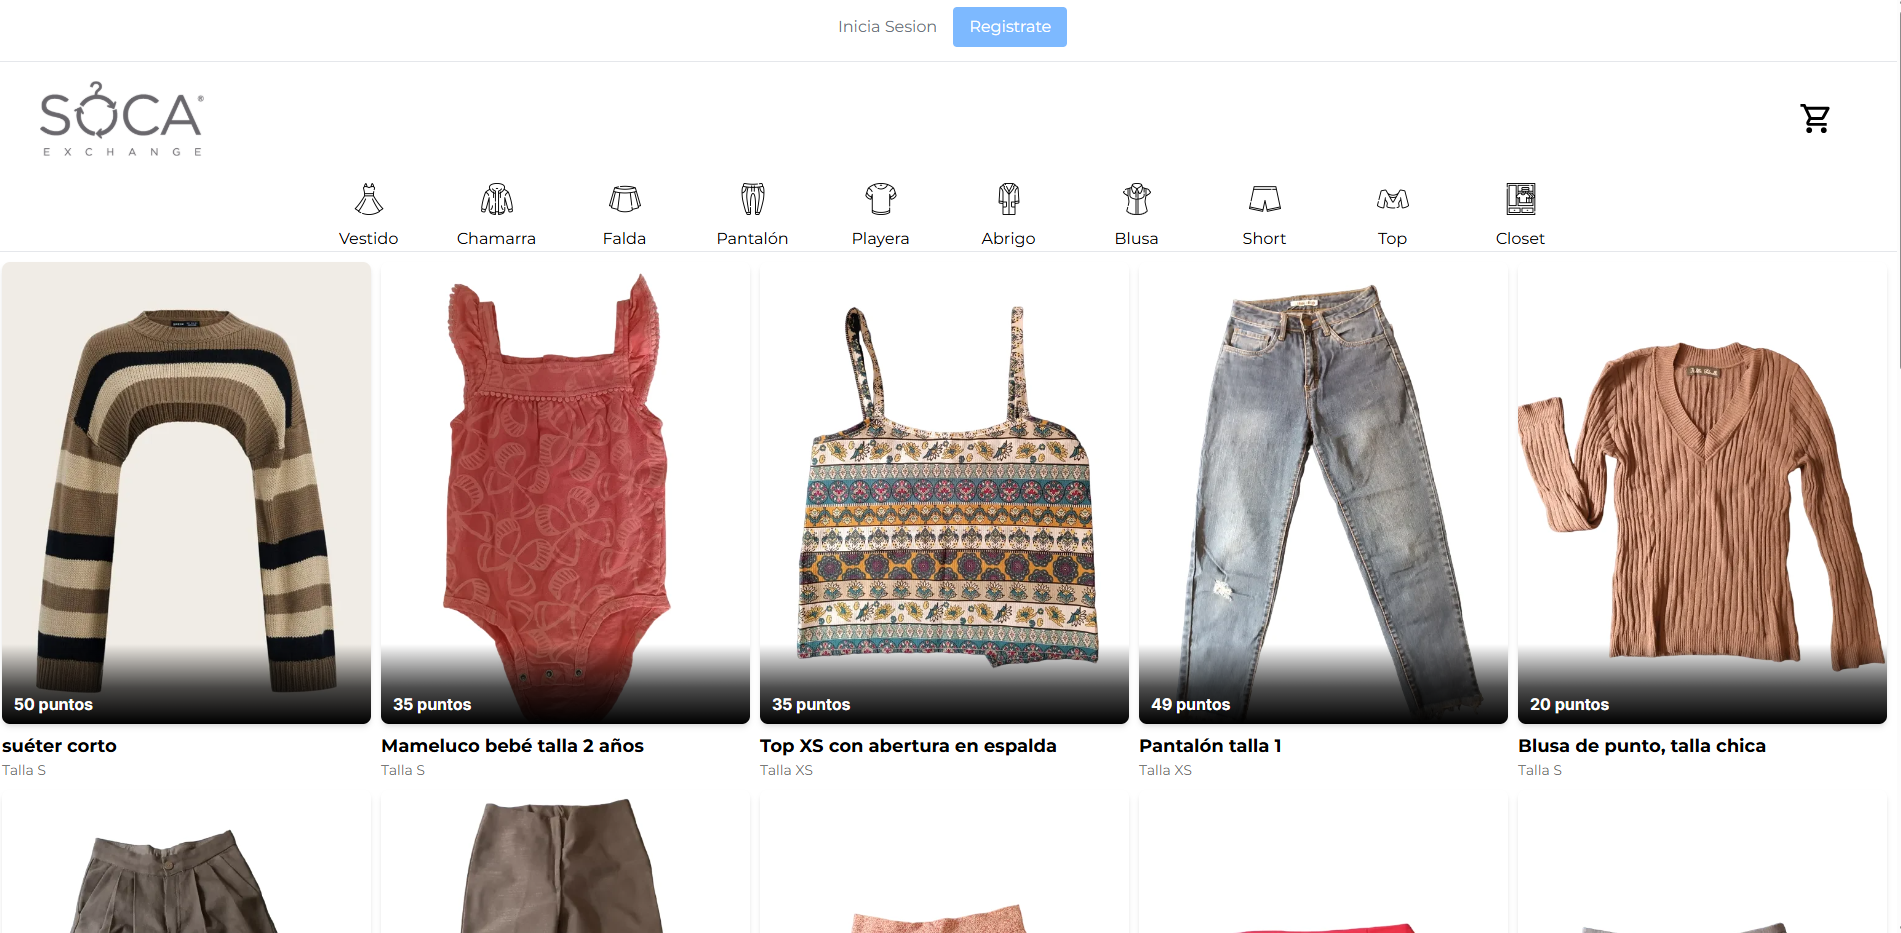 Inicia Sesion
Registrate
SOCA®
EXCHANGE
Vestido
Chamarra
Falda
Pantalón
Playera
Abrigo
Blusa
Short
Top
Closet
50 puntos
35 puntos
35 puntos
49 puntos
20 puntos
suéter corto
Mameluco bebé talla 2 años
Top XS con abertura en espalda
Pantalón talla 1
Blusa de punto, talla chica
Talla S
Talla S
Talla XS
Talla XS
Talla S